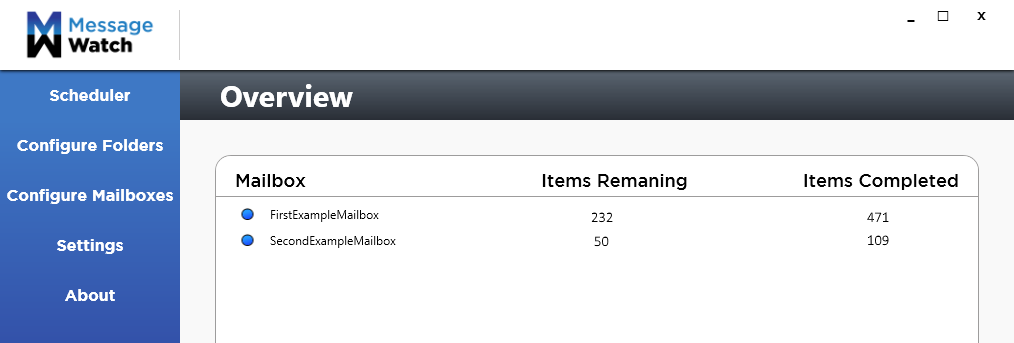 Message
Watch
_ □ X
Scheduler
Configure Folders
Configure Mailboxes
Settings
About
Overview
Mailbox Items Remaning Items Completed
FirstExampleMailbox 232 471
SecondExampleMailbox 50 109